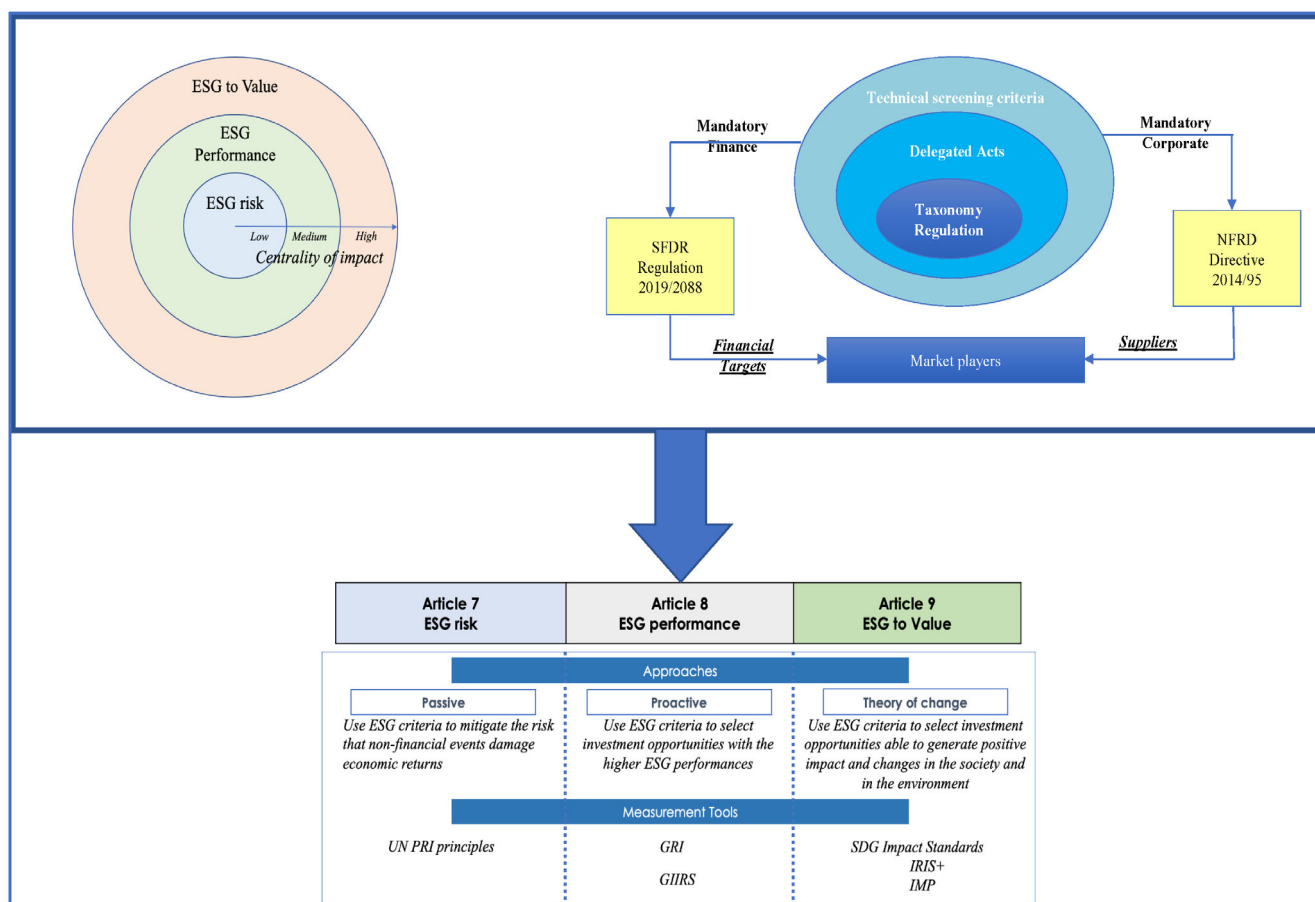 ESG to Value
ESG
Performance
ESG risk
Low Medium High
Centrality of impact
Technical screening criteria
Delegated Acts
Taxonomy
Regulation
Mandatory
Finance
Mandatory
Corporate
SFDR
Regulation
2019/2088
NFRD
Directive
2014/95
Financial
Targets
Market players
Suppliers
Article 7
ESG risk
Article 8
ESG performance
Article 9
ESG to Value
Approaches
Passive
Use ESG criteria to mitigate the risk
that non-financial events damage
economic returns
Proactive
Use ESG criteria to select
investment opportunities with the
higher ESG performances
Theory of change
Use ESG criteria to select investment
opportunities able to generate positive
impact and changes in the society and
in the environment
Measurement Tools
UN PRI principles
GRI
GIIRS
SDG Impact Standards
IRIS+
IMP